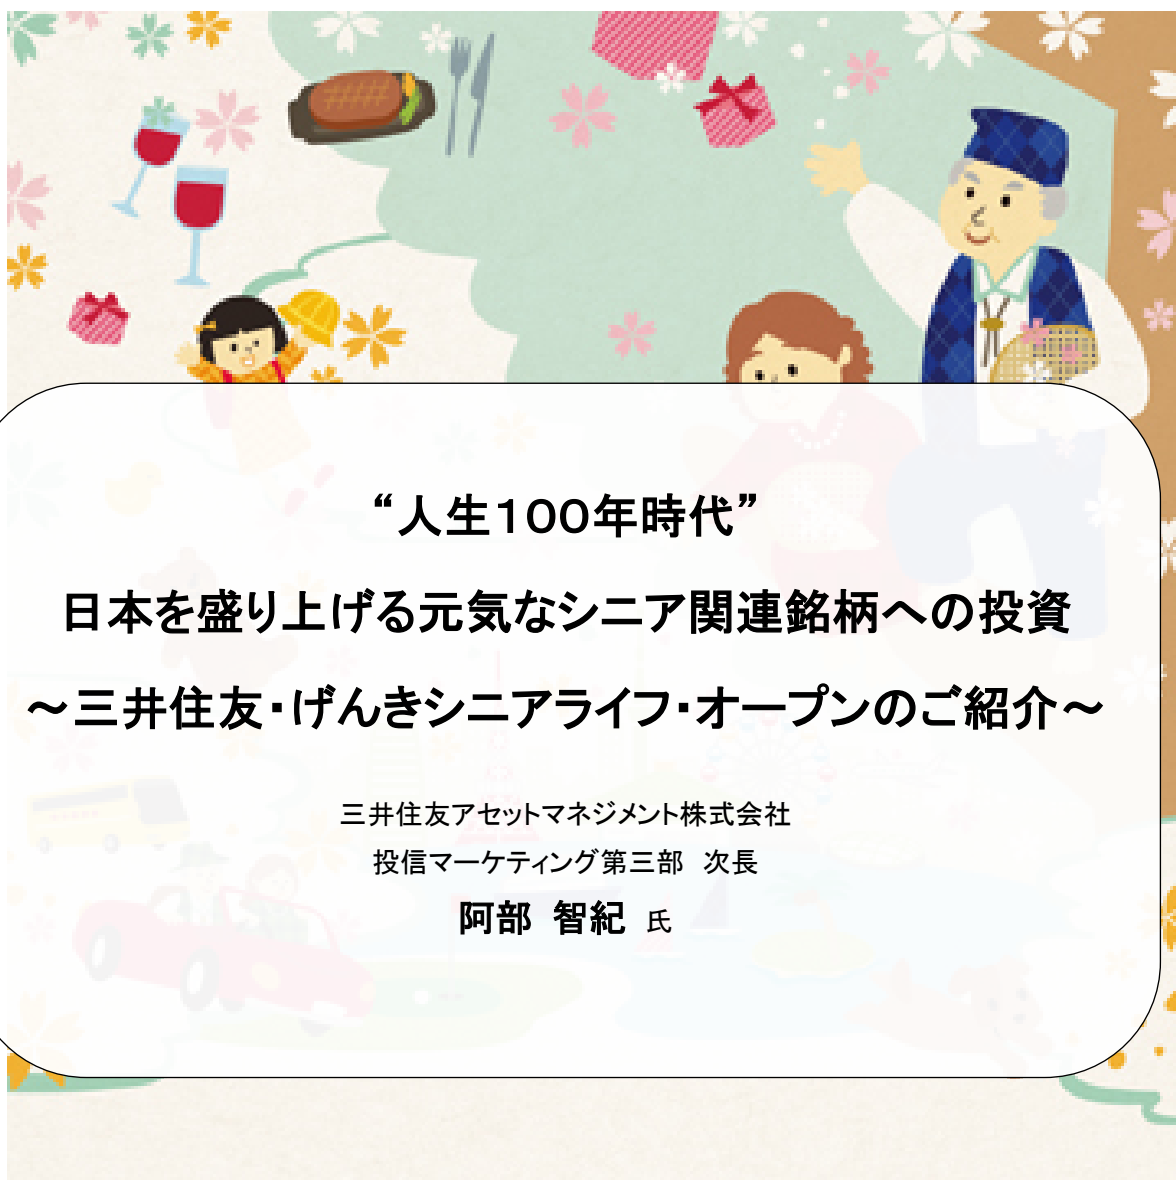 “人生１００年時代”
日本を盛り上げる元気なシニア関連銘柄への投資
～三井住友・げんきシニアライフ・オープンのご紹介～
三井住友アセットマネジメント株式会社
投信マーケティング第三部　次長
阿部　智紀　氏